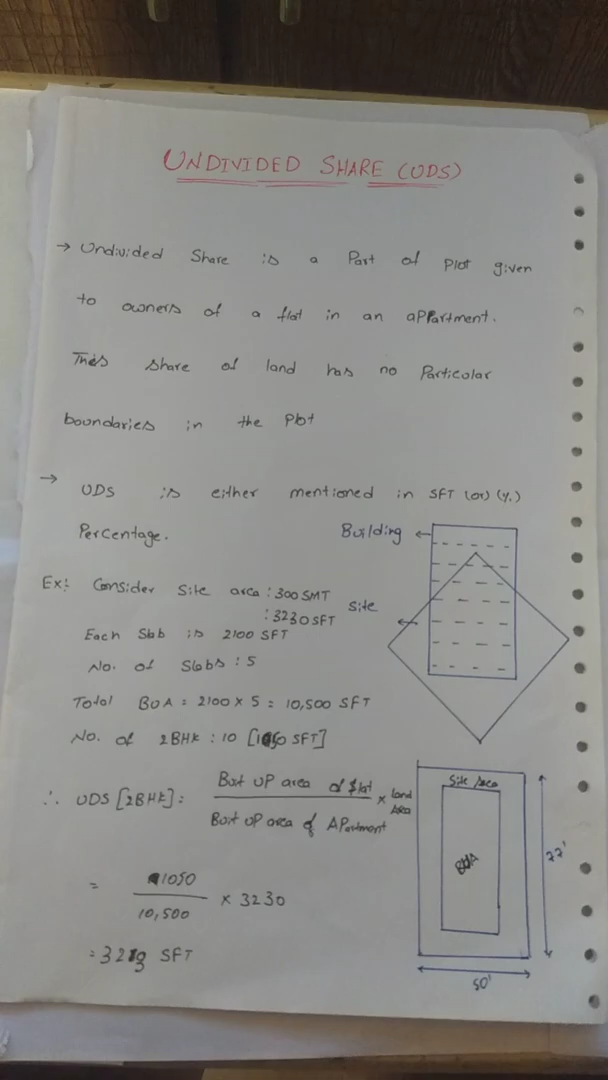 UNDIVIDED SHARE (UDS)
→ Undivided Share is a Part of Plot given
to owners of a flat in an aPPartment.
This share of land has no Particular
boundaries in the Plot
→ UDS is either mentioned in SFT (or) (%)
Percentage.
Building
Ex: Consider Site area : 300 SMT
: 3230 SFT
Site
Each Slab is 2100 SFT
No. of Slabs : 5
Total BUA = 2100 x 5 = 10,500 SFT
No. of 2BHK : 10 [1050 SFT]
∴ UDS [2BHK] : Buit UP area of flat x land Area
Buit UP area of APartment
Site Area
BUA
22'
50'
= 1050 x 3230
10,500
= 323 SFT